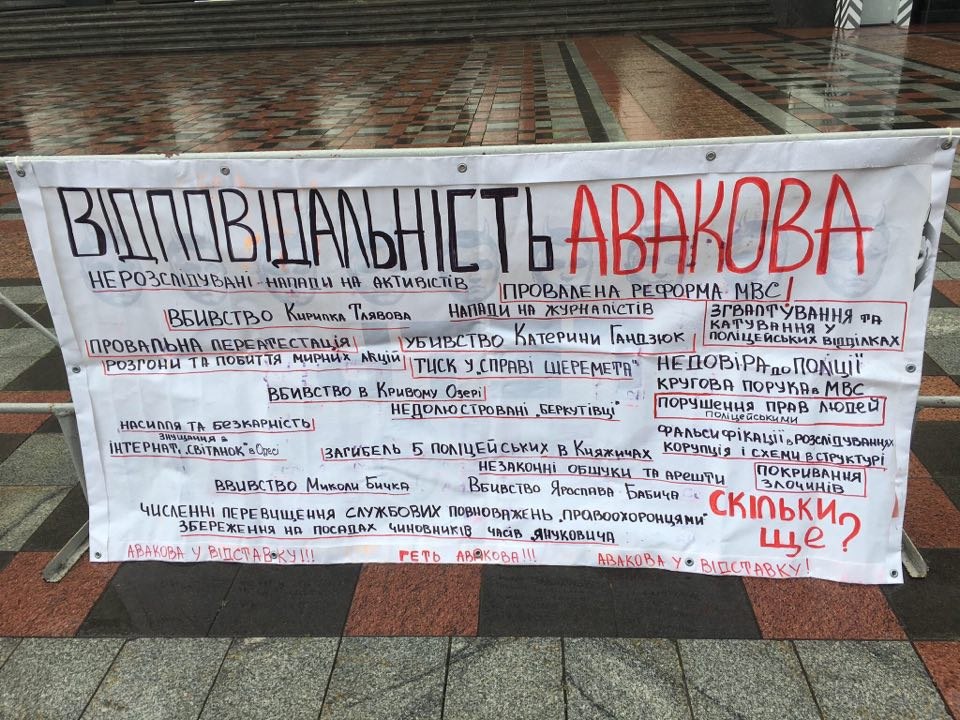 ВІДПОВІДАЛЬНІСТЬ АВАКОВА
НЕРОЗСЛІДУВАНІ НАПАДИ НА АКТИВІСТІВ
ПРОВАЛЕНА РЕФОРМА МВС!
ВБИВСТВО Кирилка Тлявова
НАПАДИ НА ЖУРНАЛІСТІВ
ЗГВАЛТУВАННЯ ТА
КАТУВАННЯ У
ПОЛІЦЕЙСЬКИХ ВІДДІЛКАХ
ПРОВАЛЬНА ПЕРЕАТЕСТАЦІЯ
УБИВСТВО Катерини Гандзюк
РОЗГОНИ ТА ПОБИТТЯ МИРНИХ АКЦІЙ
ТИСК У „СПРАВІ ШЕРЕМЕТА"
НЕДОВІРА до ПОЛІЦІЇ
КРУГОВА ПОРУКА в МВС
ВБИВСТВО в Кривому Озері
НЕДОЛЮСТРОВАНІ „БЕРКУТІВЦІ"
ПОРУШЕННЯ ПРАВ ЛЮДЕЙ
ПОЛІЦЕЙСЬКИМИ
НАСИЛЛЯ ТА БЕЗКАРНІСТЬ
Знущання в
ІНТЕРНАТІ „СВІТАНОК" в Одесі
ЗАГИБЕЛЬ 5 ПОЛІЦЕЙСЬКИХ в Княжичах
ФАЛЬСИФІКАЦІЇ в РОЗСЛІДУВАННЯХ
КОРУПЦІЯ і СХЕМИ в СТРУКТУРІ
НЕЗАКОННІ ОБШУКИ ТА АРЕШТИ
ПОКРИВАННЯ
ЗЛОЧИНІВ
ВБИВСТВО Миколи Бичка
Вбивство Ярослава Бабича
ЧИСЛЕННІ ПЕРЕВИЩЕННЯ СЛУЖБОВИХ ПОВНОВАЖЕНЬ „ПРАВООХОРОНЦЯМИ"
ЗБЕРЕЖЕННЯ НА ПОСАДАХ ЧИНОВНИКІВ ЧАСІВ ЯНУКОВИЧА
СКІЛЬКИ
ще?
АВАКОВА У ВІДСТАВКУ!!!
ГЕТЬ АВАКОВА!!!
АВАКОВА У ВІДСТАВКУ!